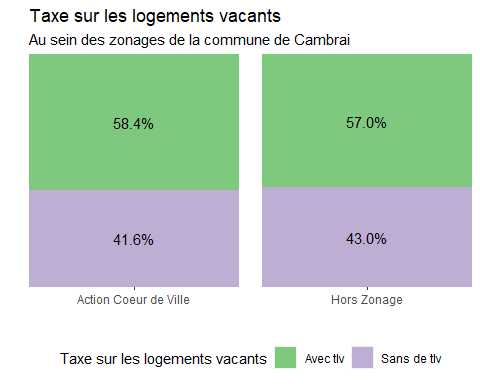 Taxe sur les logements vacants
Au sein des zonages de la commune de Cambrai
58.4%
57.0%
41.6%
43.0%
Action Coeur de Ville
Hors Zonage
Taxe sur les logements vacants
Avec tlv
Sans de tlv